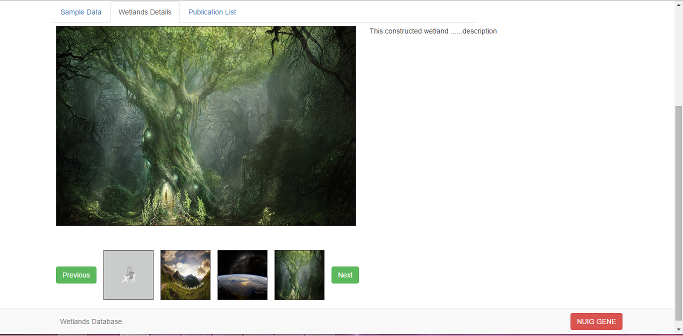 Sample Data
Wetlands Details
Publication List
This constructed wetland ......description
Previous
Next
Wetlands Database
NUIG GENE